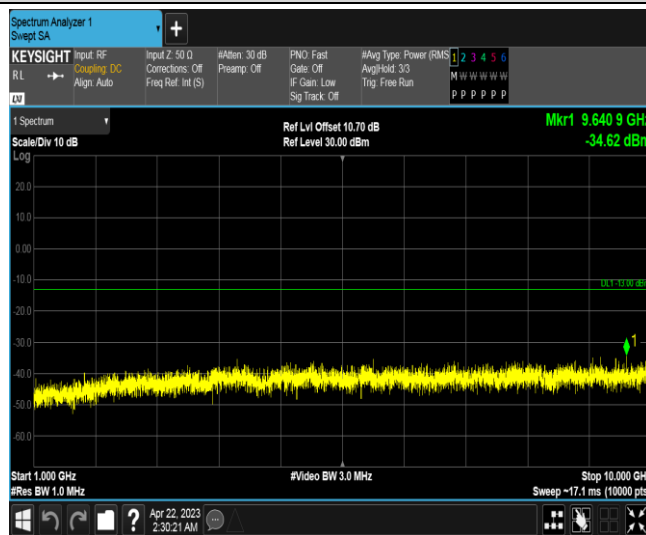 Spectrum Analyzer 1
Swept SA
KEYSIGHT
RL
LXI
Input: RF
Coupling: DC
Align: Auto
Input Z: 50 Ω
Corrections: Off
Freq Ref: Int (S)
#Atten: 30 dB
Preamp: Off
PNO: Fast
Gate: Off
IF Gain: Low
Sig Track: Off
#Avg Type: Power (RMS
Avg|Hold: 3/3
Trig: Free Run
1 2 3 4 5 6
M W W W W W
P P P P P P
1 Spectrum
Scale/Div 10 dB
Ref Lvl Offset 10.70 dB
Ref Level 30.00 dBm
Mkr1 9.640 9 GHz
-34.62 dBm
Log
20.0
10.0
0.00
-10.0
DL1 -13.00 dBm
-20.0
-30.0
1
-40.0
-50.0
-60.0
Start 1.000 GHz
#Res BW 1.0 MHz
#Video BW 3.0 MHz
Stop 10.000 GHz
Sweep ~17.1 ms (10000 pts
?
Apr 22, 2023
2:30:21 AM